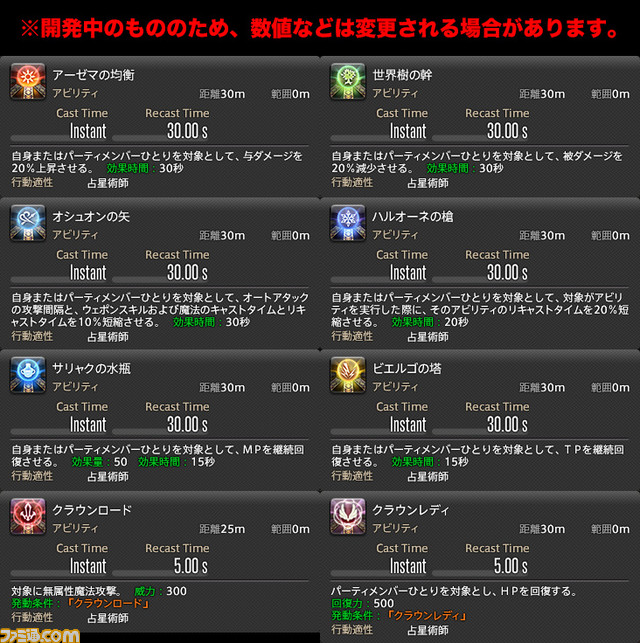 ※開発中のもののため、数値などは変更される場合があります。
アーゼマの均衡
アビリティ 距離30m 範囲0m
Cast Time Recast Time
Instant 30.00 s
自身またはパーティメンバーひとりを対象として、与ダメージを
20%上昇させる。 効果時間:30秒
行動適性 占星術師
世界樹の幹
アビリティ 距離30m 範囲0m
Cast Time Recast Time
Instant 30.00 s
自身またはパーティメンバーひとりを対象として、被ダメージを
20%減少させる。 効果時間:30秒
行動適性 占星術師
オシュオンの矢
アビリティ 距離30m 範囲0m
Cast Time Recast Time
Instant 30.00 s
自身またはパーティメンバーひとりを対象として、オートアタック
の攻撃間隔と、ウェポンスキルおよび魔法のキャストタイムとリキ
ャストタイムを10%短縮させる。 効果時間:30秒
行動適性 占星術師
ハルオーネの槍
アビリティ 距離30m 範囲0m
Cast Time Recast Time
Instant 30.00 s
自身またはパーティメンバーひとりを対象として、対象がアビリ
ティを実行した際に、そのアビリティのリキャストタイムを20%短
縮させる。 効果時間:20秒
行動適性 占星術師
サリャクの水瓶
アビリティ 距離30m 範囲0m
Cast Time Recast Time
Instant 30.00 s
自身またはパーティメンバーひとりを対象として、MPを継続回
復させる。 効果量:50 効果時間:15秒
行動適性 占星術師
ビエルゴの塔
アビリティ 距離30m 範囲0m
Cast Time Recast Time
Instant 30.00 s
自身またはパーティメンバーひとりを対象として、TPを継続回
復させる。 効果時間:15秒
行動適性 占星術師
クラウンロード
アビリティ 距離25m 範囲0m
Cast Time Recast Time
Instant 5.00 s
対象に無属性魔法攻撃。 威力:300
発動条件:「クラウンロード」
行動適性 占星術師
クラウンレディ
アビリティ 距離30m 範囲0m
Cast Time Recast Time
Instant 5.00 s
パーティメンバーひとりを対象とし、HPを回復する。
回復力:500
発動条件:「クラウンレディ」
行動適性 占星術師
ファミ通.com